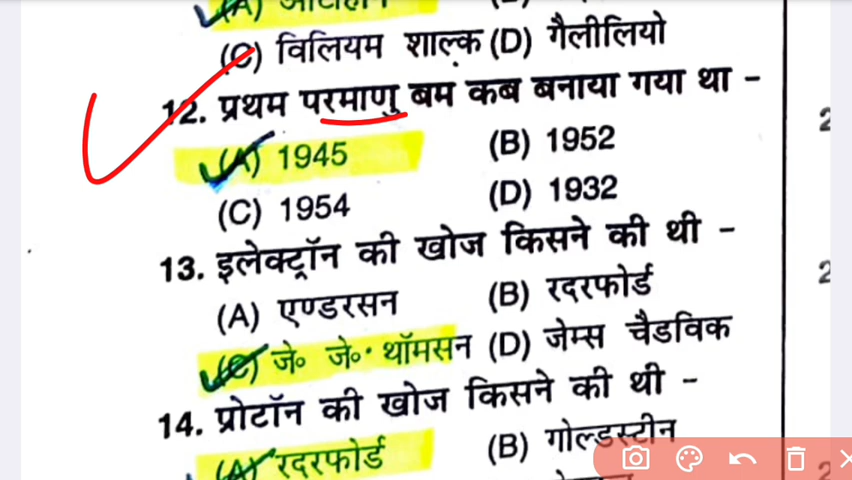 (C) विलियम शाल्क (D) गैलीलियो
12. प्रथम परमाणु बम कब बनाया गया था -
(A) 1945 (B) 1952
(C) 1954 (D) 1932
13. इलेक्ट्रॉन की खोज किसने की थी -
(A) एण्डरसन (B) रदरफोर्ड
(C) जे० जे० थॉमसन (D) जेम्स चैडविक
14. प्रोटॉन की खोज किसने की थी -
(A) रदरफोर्ड (B) गोल्डस्टीन